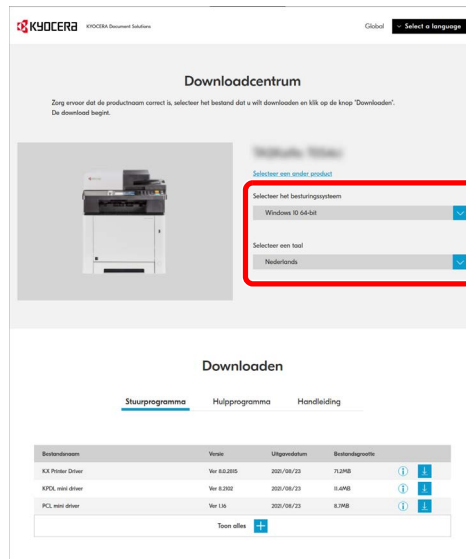 KYOCERA
KYOCERA Document Solutions
Global
Select a language
Downloadcentrum
Zorg ervoor dat de productnaam correct is, selecteer het bestand dat u wilt downloaden en klik op de knop "Downloaden".
De download begint.
Selecteer een ander product
Selecteer het besturingssysteem
Windows 10 64-bit
Selecteer een taal
Nederlands
Downloaden
Stuurprogramma Hulpprogramma Handleiding
Bestandsnaam Versie Uitgavedatum Bestandsgrootte
KX Printer Driver Ver 8.0.2615 2021/08/23 71.2MB
KPDL mini driver Ver 8.2102 2021/08/23 11.4MB
PCL mini driver Ver 1.16 2021/08/23 8.7MB
Toon alles